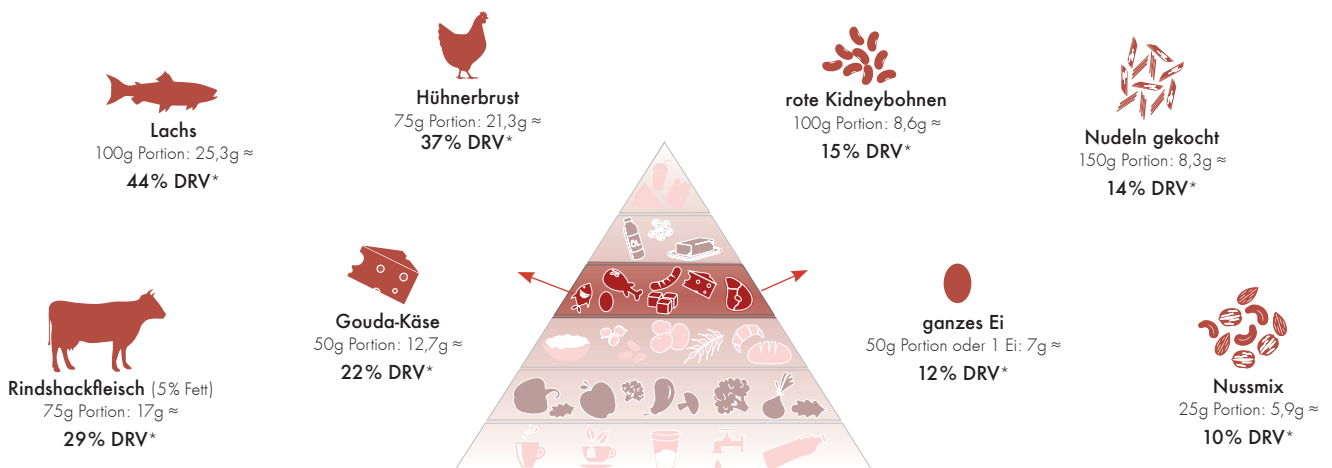 Lachs
100g Portion: 25,3g ≈
44% DRV*
Hühnerbrust
75g Portion: 21,3g ≈
37% DRV*
rote Kidneybohnen
100g Portion: 8,6g ≈
15% DRV*
Nudeln gekocht
150g Portion: 8,3g ≈
14% DRV*
ÖL
Rindshackfleisch (5% Fett)
75g Portion: 17g ≈
29% DRV*
Gouda-Käse
50g Portion: 12,7g ≈
22% DRV*
ganzes Ei
50g Portion oder 1 Ei: 7g ≈
12% DRV*
Nussmix
25g Portion: 5,9g ≈
10% DRV*